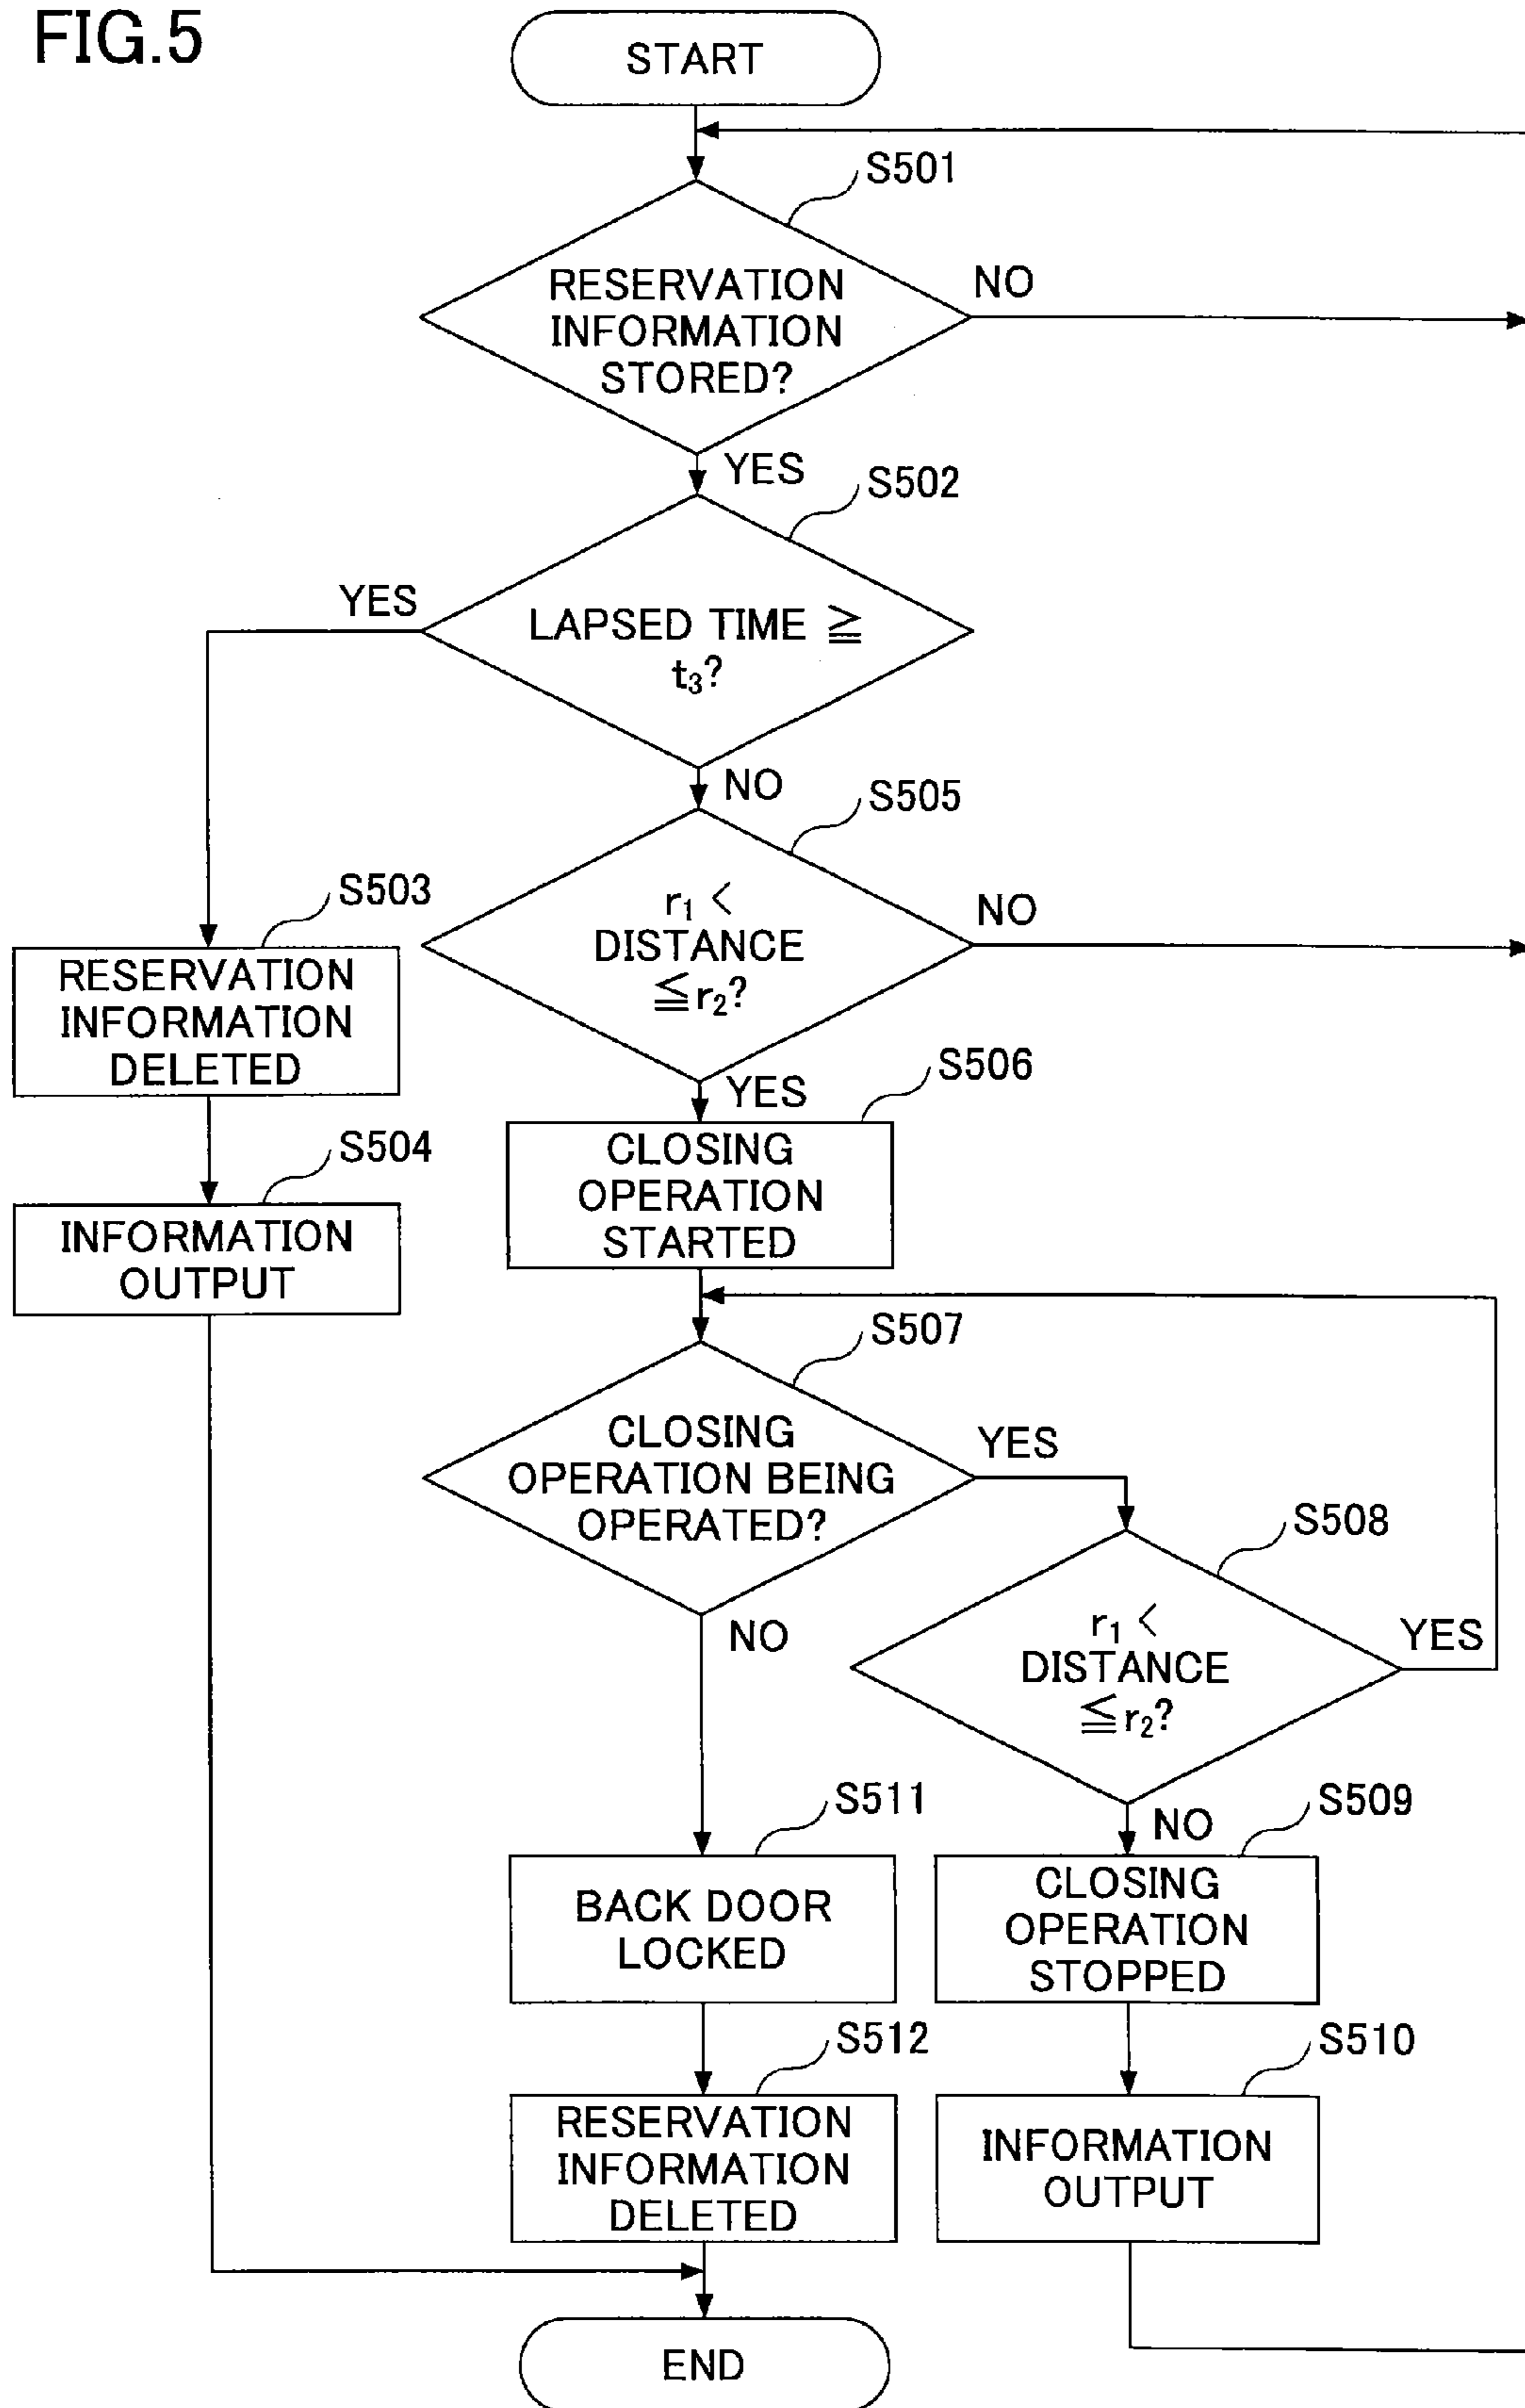 FIG.5
START
S501
RESERVATION
INFORMATION
STORED?
NO
YES
S502
YES
LAPSED TIME ≧
t₃?
NO
S505
r₁ <
DISTANCE
≦r₂?
NO
S503
RESERVATION
INFORMATION
DELETED
YES
S506
CLOSING
OPERATION
STARTED
S504
INFORMATION
OUTPUT
S507
CLOSING
OPERATION BEING
OPERATED?
YES
NO
S508
r₁ <
DISTANCE
≦r₂?
YES
NO
S511
BACK DOOR
LOCKED
S509
CLOSING
OPERATION
STOPPED
S512
RESERVATION
INFORMATION
DELETED
S510
INFORMATION
OUTPUT
END